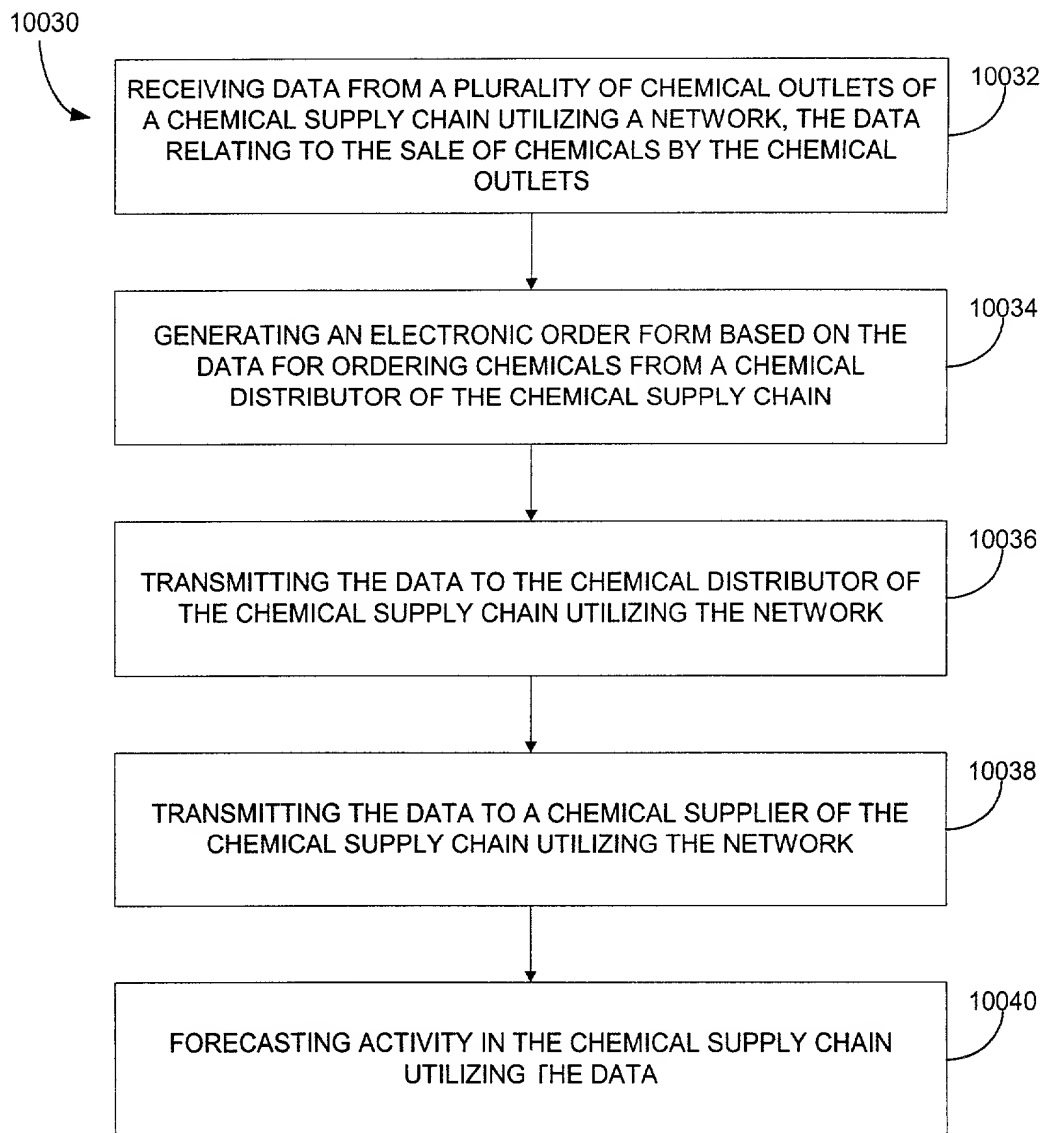 10030
RECEIVING DATA FROM A PLURALITY OF CHEMICAL OUTLETS OF
A CHEMICAL SUPPLY CHAIN UTILIZING A NETWORK, THE DATA
RELATING TO THE SALE OF CHEMICALS BY THE CHEMICAL
OUTLETS
10032
GENERATING AN ELECTRONIC ORDER FORM BASED ON THE
DATA FOR ORDERING CHEMICALS FROM A CHEMICAL
DISTRIBUTOR OF THE CHEMICAL SUPPLY CHAIN
10034
TRANSMITTING THE DATA TO THE CHEMICAL DISTRIBUTOR OF
THE CHEMICAL SUPPLY CHAIN UTILIZING THE NETWORK
10036
TRANSMITTING THE DATA TO A CHEMICAL SUPPLIER OF THE
CHEMICAL SUPPLY CHAIN UTILIZING THE NETWORK
10038
FORECASTING ACTIVITY IN THE CHEMICAL SUPPLY CHAIN
UTILIZING THE DATA
10040